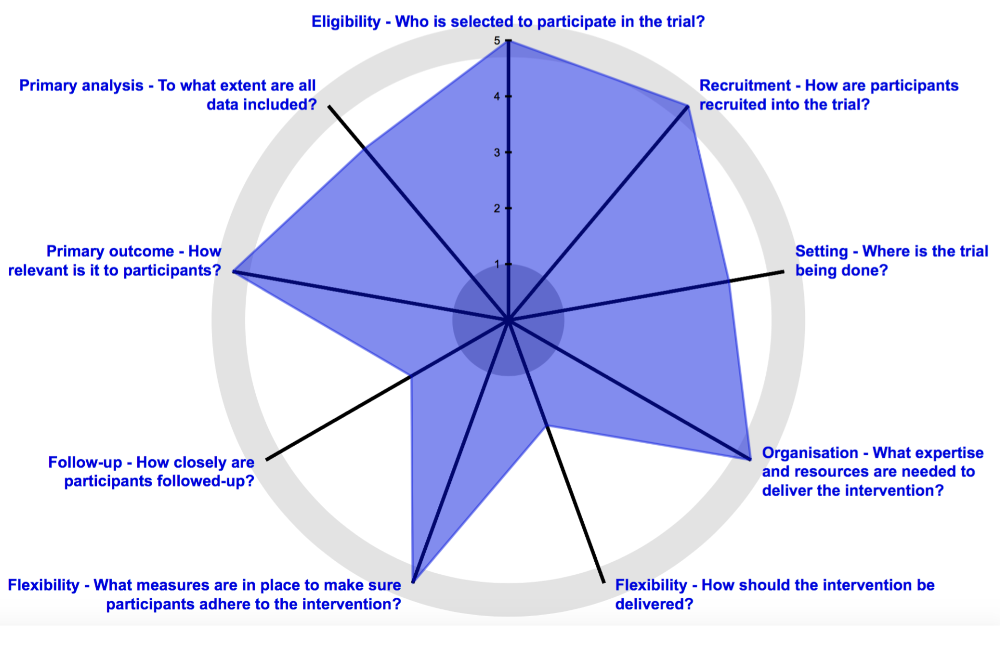 Eligibility - Who is selected to participate in the trial?
5
4
3
2
1
Recruitment - How are participants
recruited into the trial?
Setting - Where is the trial
being done?
Organisation - What expertise
and resources are needed to
deliver the intervention?
Flexibility - How should the intervention be
delivered?
Flexibility - What measures are in place to make sure
participants adhere to the intervention?
Follow-up - How closely are
participants followed-up?
Primary outcome - How
relevant is it to participants?
Primary analysis - To what extent are all
data included?